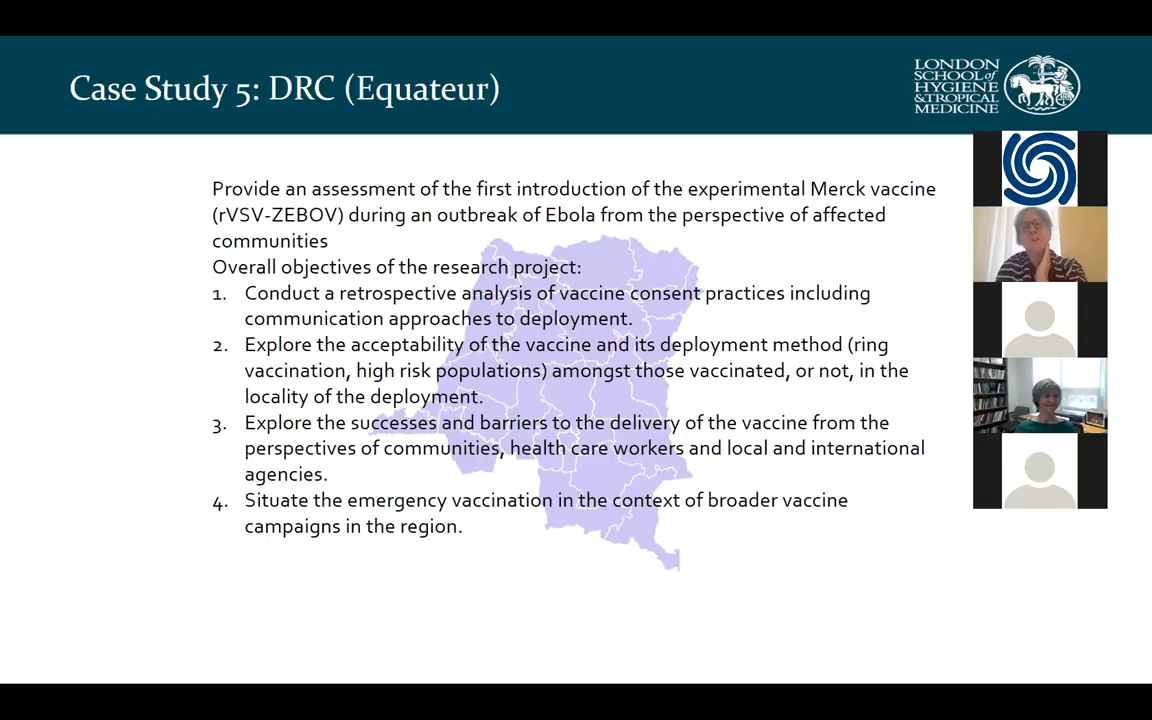 Case Study 5: DRC (Equateur)
LONDON
SCHOOL of
HYGIENE
& TROPICAL
MEDICINE
Provide an assessment of the first introduction of the experimental Merck vaccine
(rVSV-ZEBOV) during an outbreak of Ebola from the perspective of affected
communities
Overall objectives of the research project:
1. Conduct a retrospective analysis of vaccine consent practices including
communication approaches to deployment.
2. Explore the acceptability of the vaccine and its deployment method (ring
vaccination, high risk populations) amongst those vaccinated, or not, in the
locality of the deployment.
3. Explore the successes and barriers to the delivery of the vaccine from the
perspectives of communities, health care workers and local and international
agencies.
4. Situate the emergency vaccination in the context of broader vaccine
campaigns in the region.